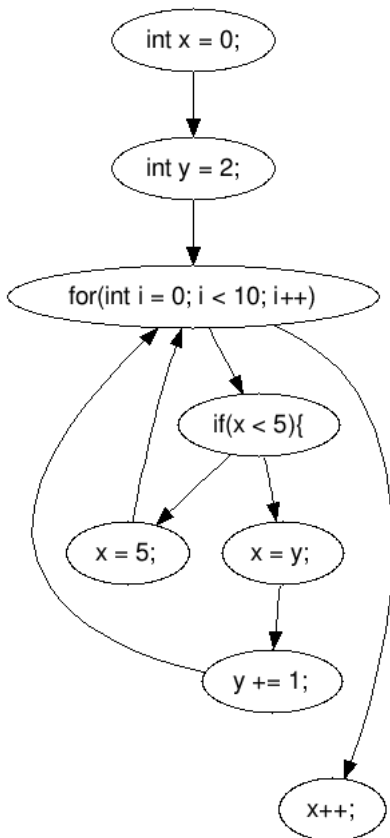 int x = 0;
int y = 2;
for(int i = 0; i < 10; i++)
if(x < 5){
x = 5;
x = y;
y += 1;
x++;